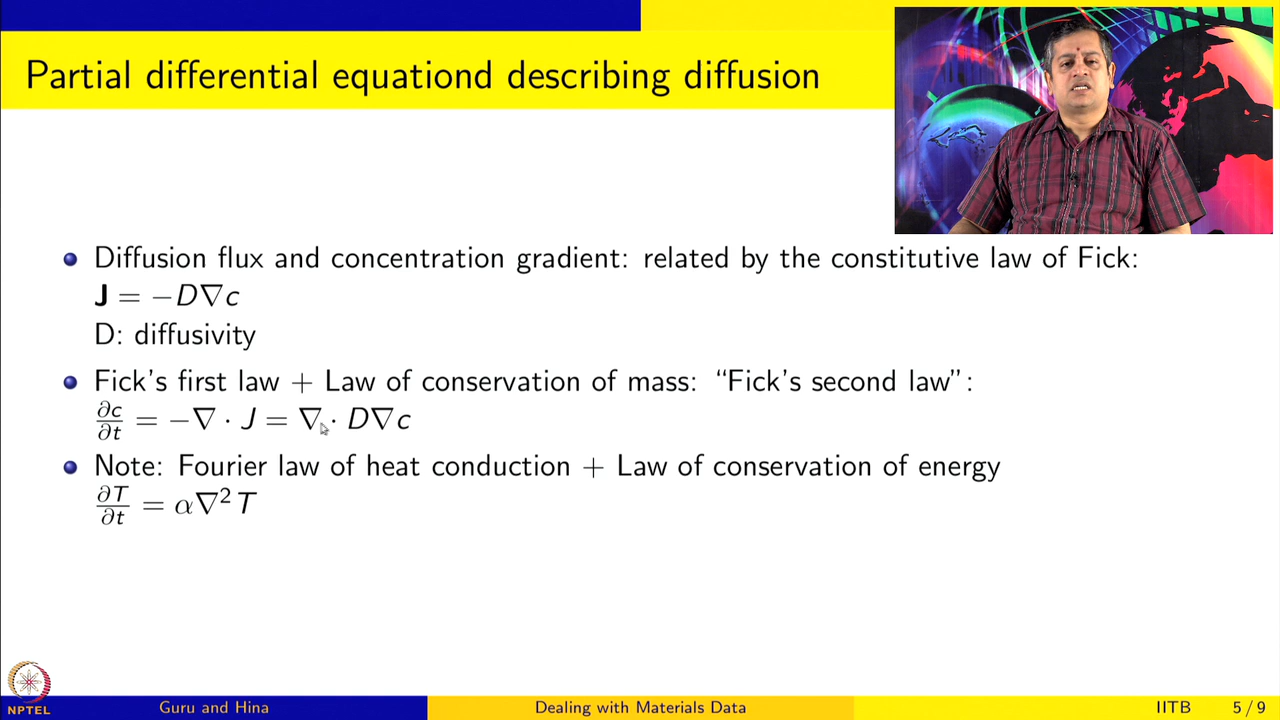 Partial differential equationd describing diffusion
Diffusion flux and concentration gradient: related by the constitutive law of Fick:
J = −D∇c
D: diffusivity
Fick's first law + Law of conservation of mass: “Fick's second law”:
∂c/∂t = −∇ · J = ∇ · D∇c
Note: Fourier law of heat conduction + Law of conservation of energy
∂T/∂t = α∇²T
NPTEL
Guru and Hina
Dealing with Materials Data
IITB
5 / 9